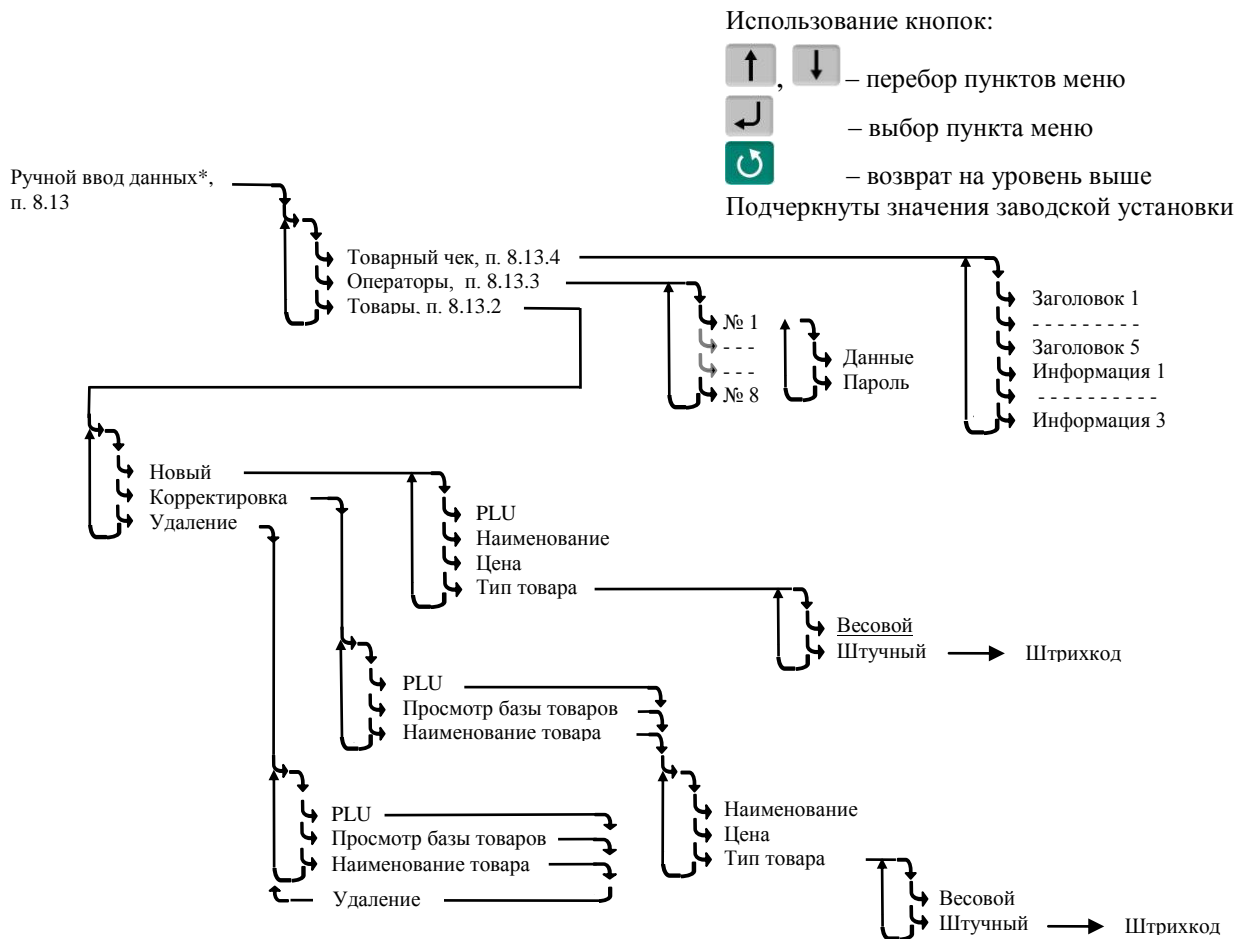 Использование кнопок:
, – перебор пунктов меню
– выбор пункта меню
– возврат на уровень выше
Подчеркнуты значения заводской установки
Ручной ввод данных*,
п. 8.13
Товарный чек, п. 8.13.4
Операторы, п. 8.13.3
Товары, п. 8.13.2
№ 1
- - -
- - -
№ 8
Данные
Пароль
Заголовок 1
- - - - - - - - -
Заголовок 5
Информация 1
- - - - - - - - - -
Информация 3
Новый
Корректировка
Удаление
PLU
Наименование
Цена
Тип товара
Весовой
Штучный
Штрихкод
PLU
Просмотр базы товаров
Наименование товара
Наименование
Цена
Тип товара
PLU
Просмотр базы товаров
Наименование товара
Удаление
Весовой
Штучный
Штрихкод